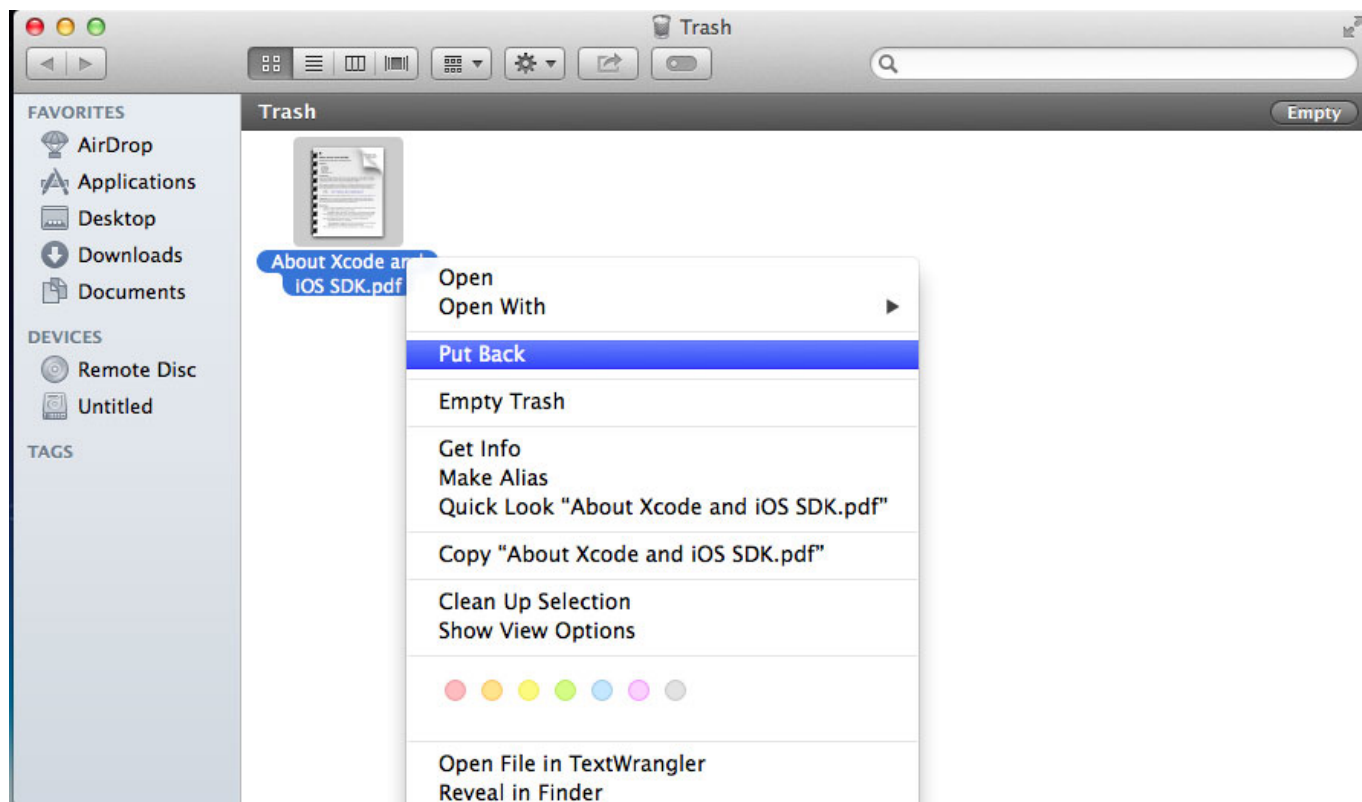 Trash
FAVORITES
AirDrop
Applications
Desktop
Downloads
Documents
DEVICES
Remote Disc
Untitled
TAGS
Trash
Empty
About Xcode and
iOS SDK.pdf
Open
Open With
Put Back
Empty Trash
Get Info
Make Alias
Quick Look “About Xcode and iOS SDK.pdf”
Copy “About Xcode and iOS SDK.pdf”
Clean Up Selection
Show View Options
Open File in TextWrangler
Reveal in Finder